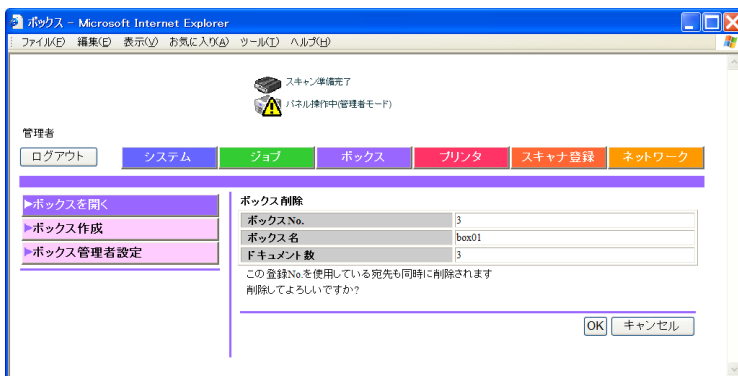 ボックス - Microsoft Internet Explorer
ファイル(F) 編集(E) 表示(V) お気に入り(A) ツール(T) ヘルプ(H)
スキャン準備完了
パネル操作中(管理者モード)
管理者
ログアウト システム ジョブ ボックス プリンタ スキャナ登録 ネットワーク
▶ボックスを開く
▶ボックス作成
▶ボックス管理者設定
ボックス削除
ボックスNo. 3
ボックス名 box01
ドキュメント数 3
この登録No.を使用している宛先も同時に削除されます
削除してよろしいですか?
OK キャンセル